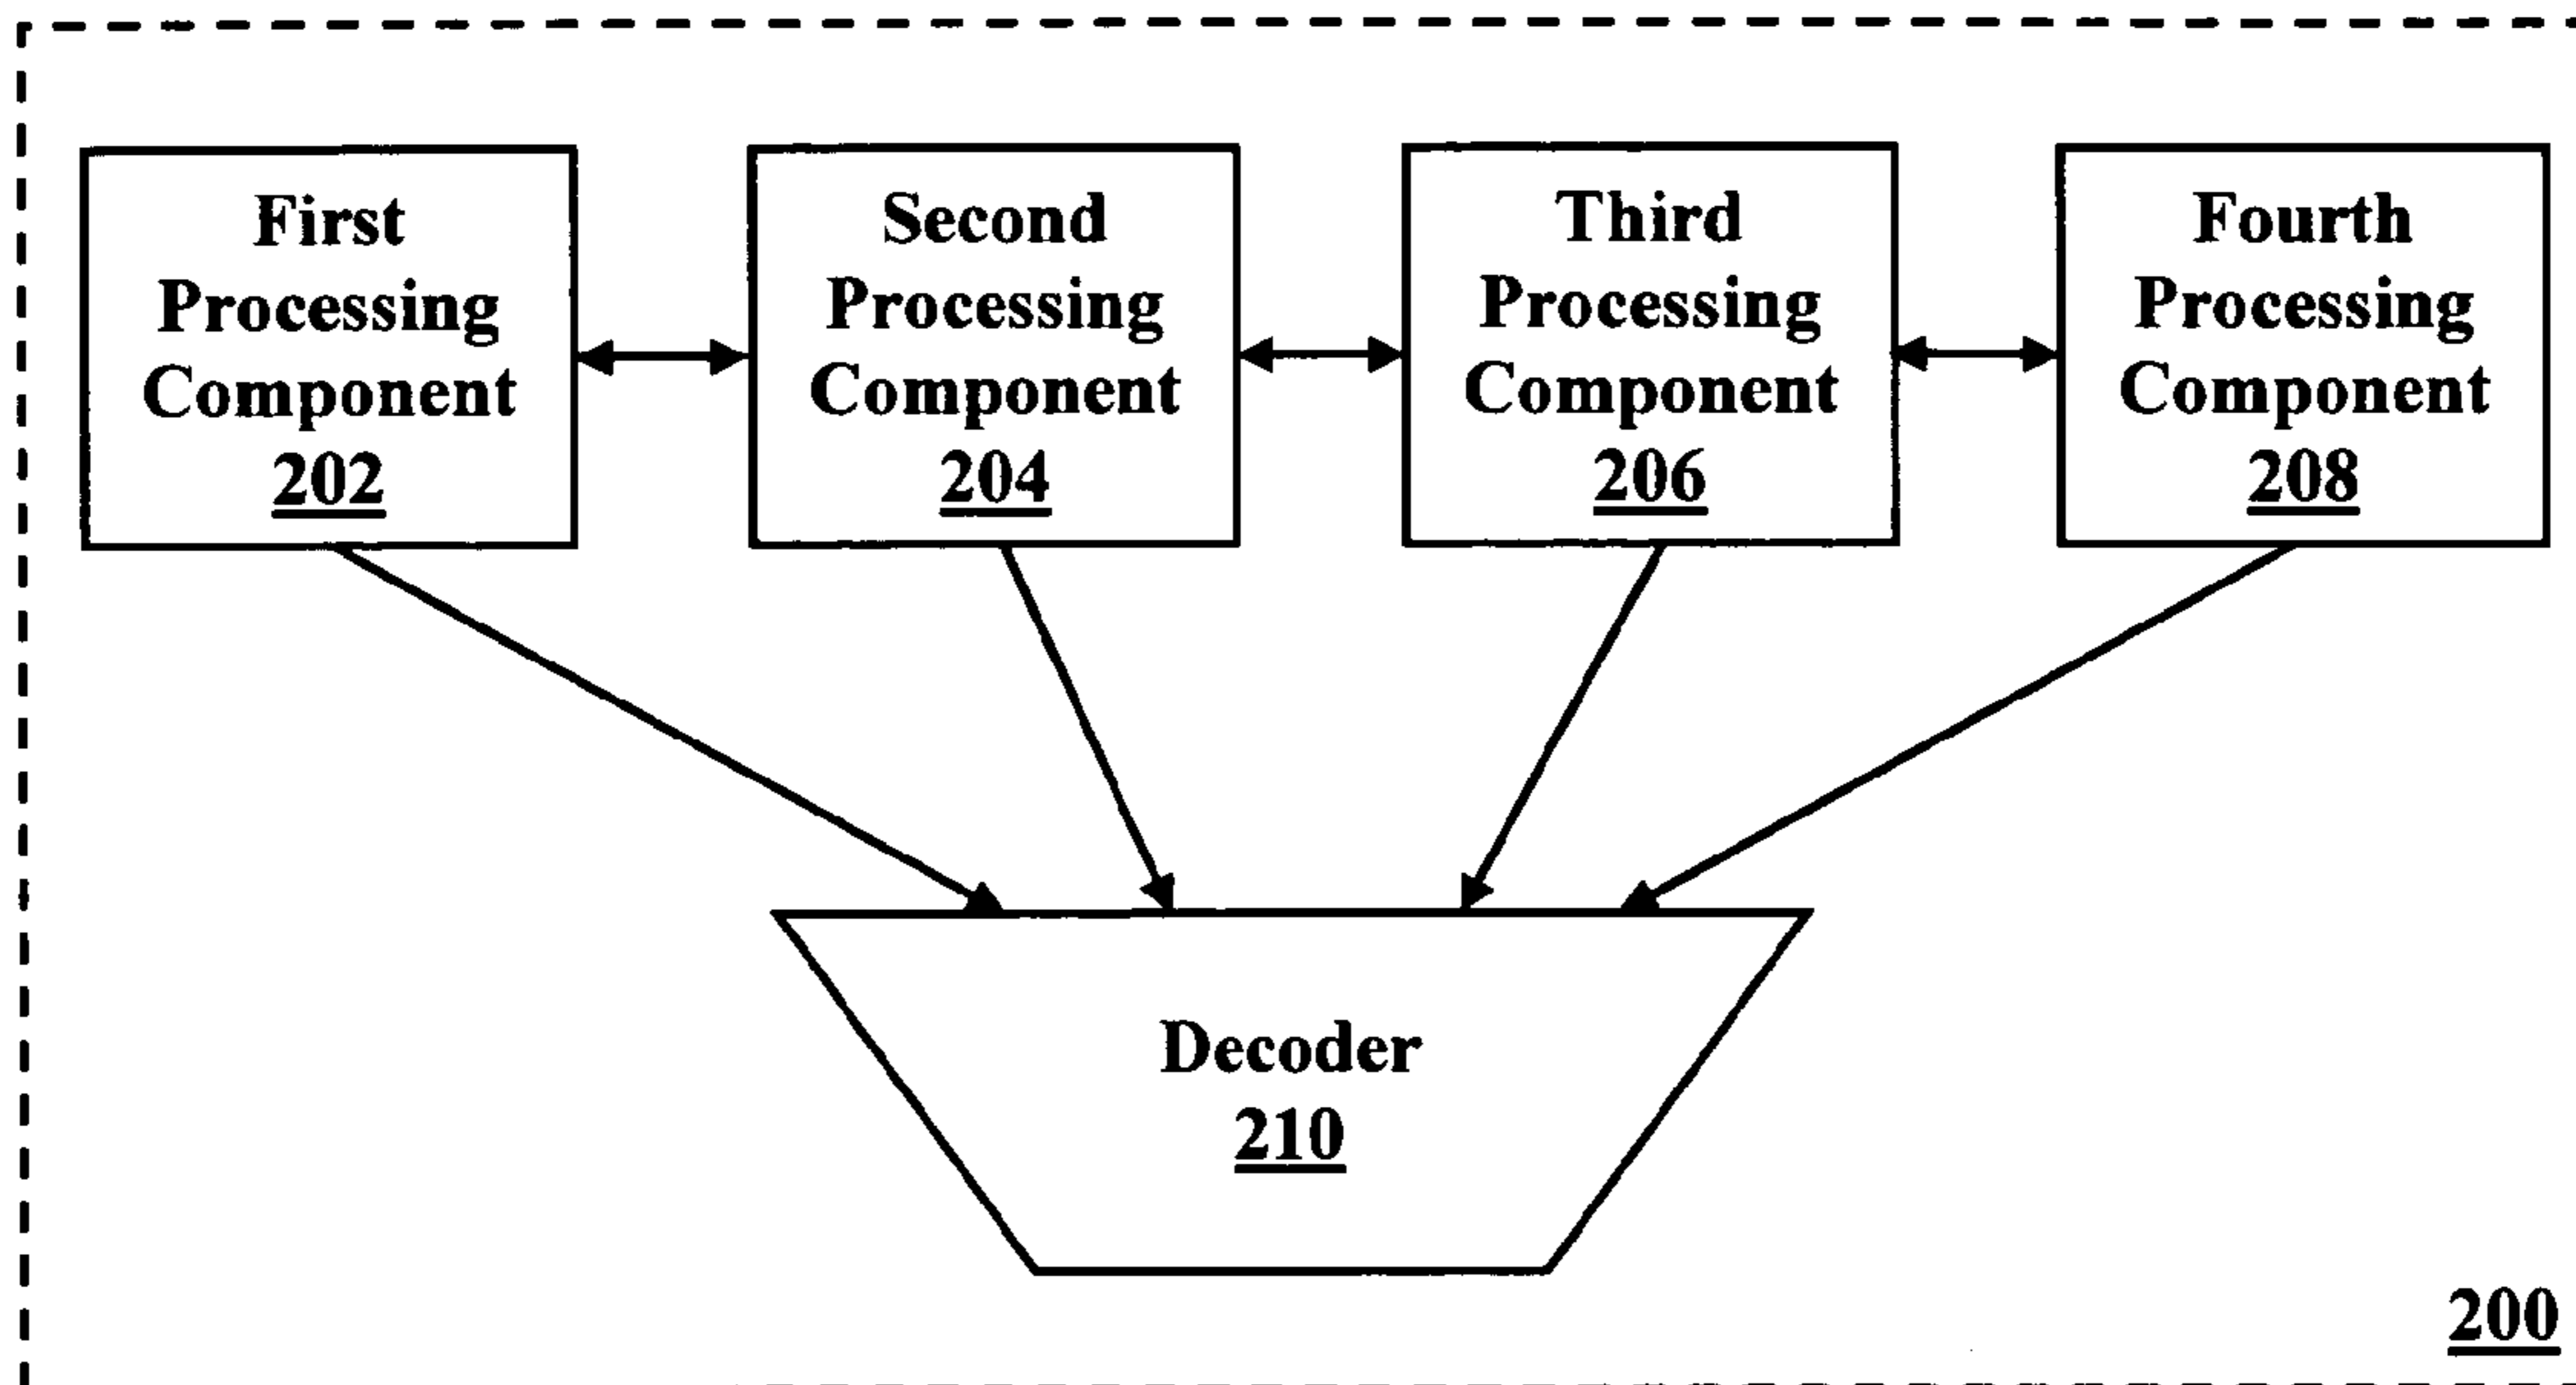 First
Processing
Component
202
Second
Processing
Component
204
Third
Processing
Component
206
Fourth
Processing
Component
208
Decoder
210
200